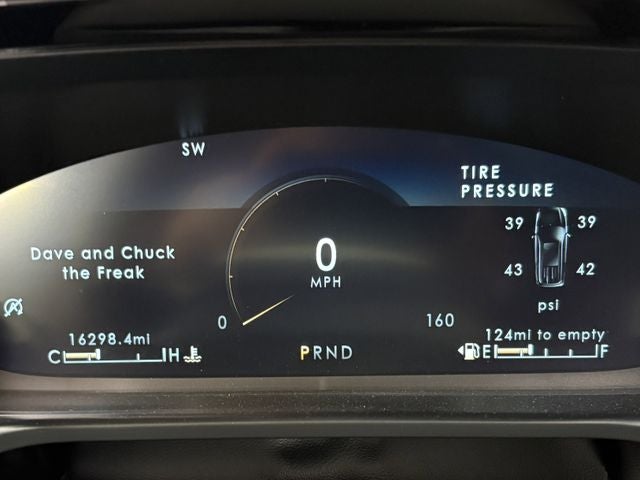 SW
TIRE
PRESSURE
39 39
Dave and Chuck
the Freak
0
MPH
43 42
psi
0 160
16298.4mi
124mi to empty
C H
PRND
E F